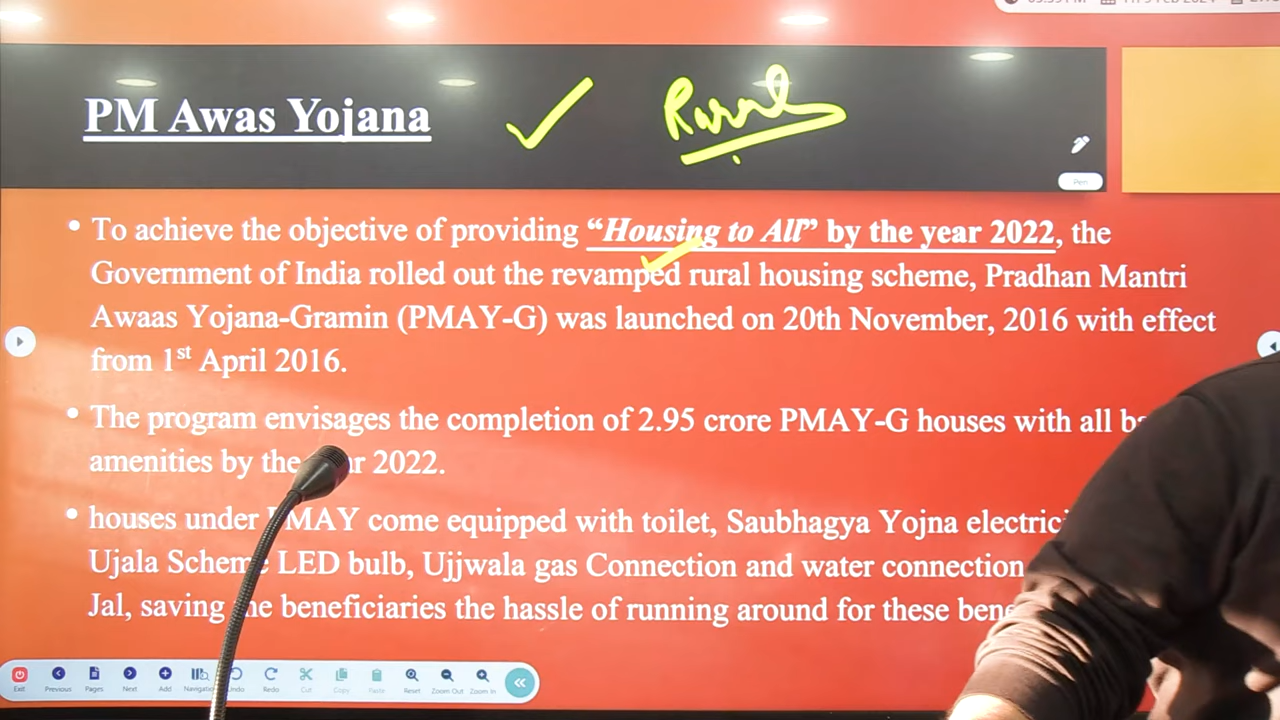 PM Awas Yojana
Rural
Pen
• To achieve the objective of providing “Housing to All” by the year 2022, the
Government of India rolled out the revamped rural housing scheme, Pradhan Mantri
Awaas Yojana-Gramin (PMAY-G) was launched on 20th November, 2016 with effect
from 1st April 2016.
• The program envisages the completion of 2.95 crore PMAY-G houses with all
amenities by the 2022.
• houses under PMAY come equipped with toilet, Saubhagya Yojna
Ujala Scheme LED bulb, Ujjwala gas Connection and water connection
Jal, saving the beneficiaries the hassle of running around for these
Exit Previous Pages Next Add Redo Cut Copy Paste Reset Zoom Out Zoom In